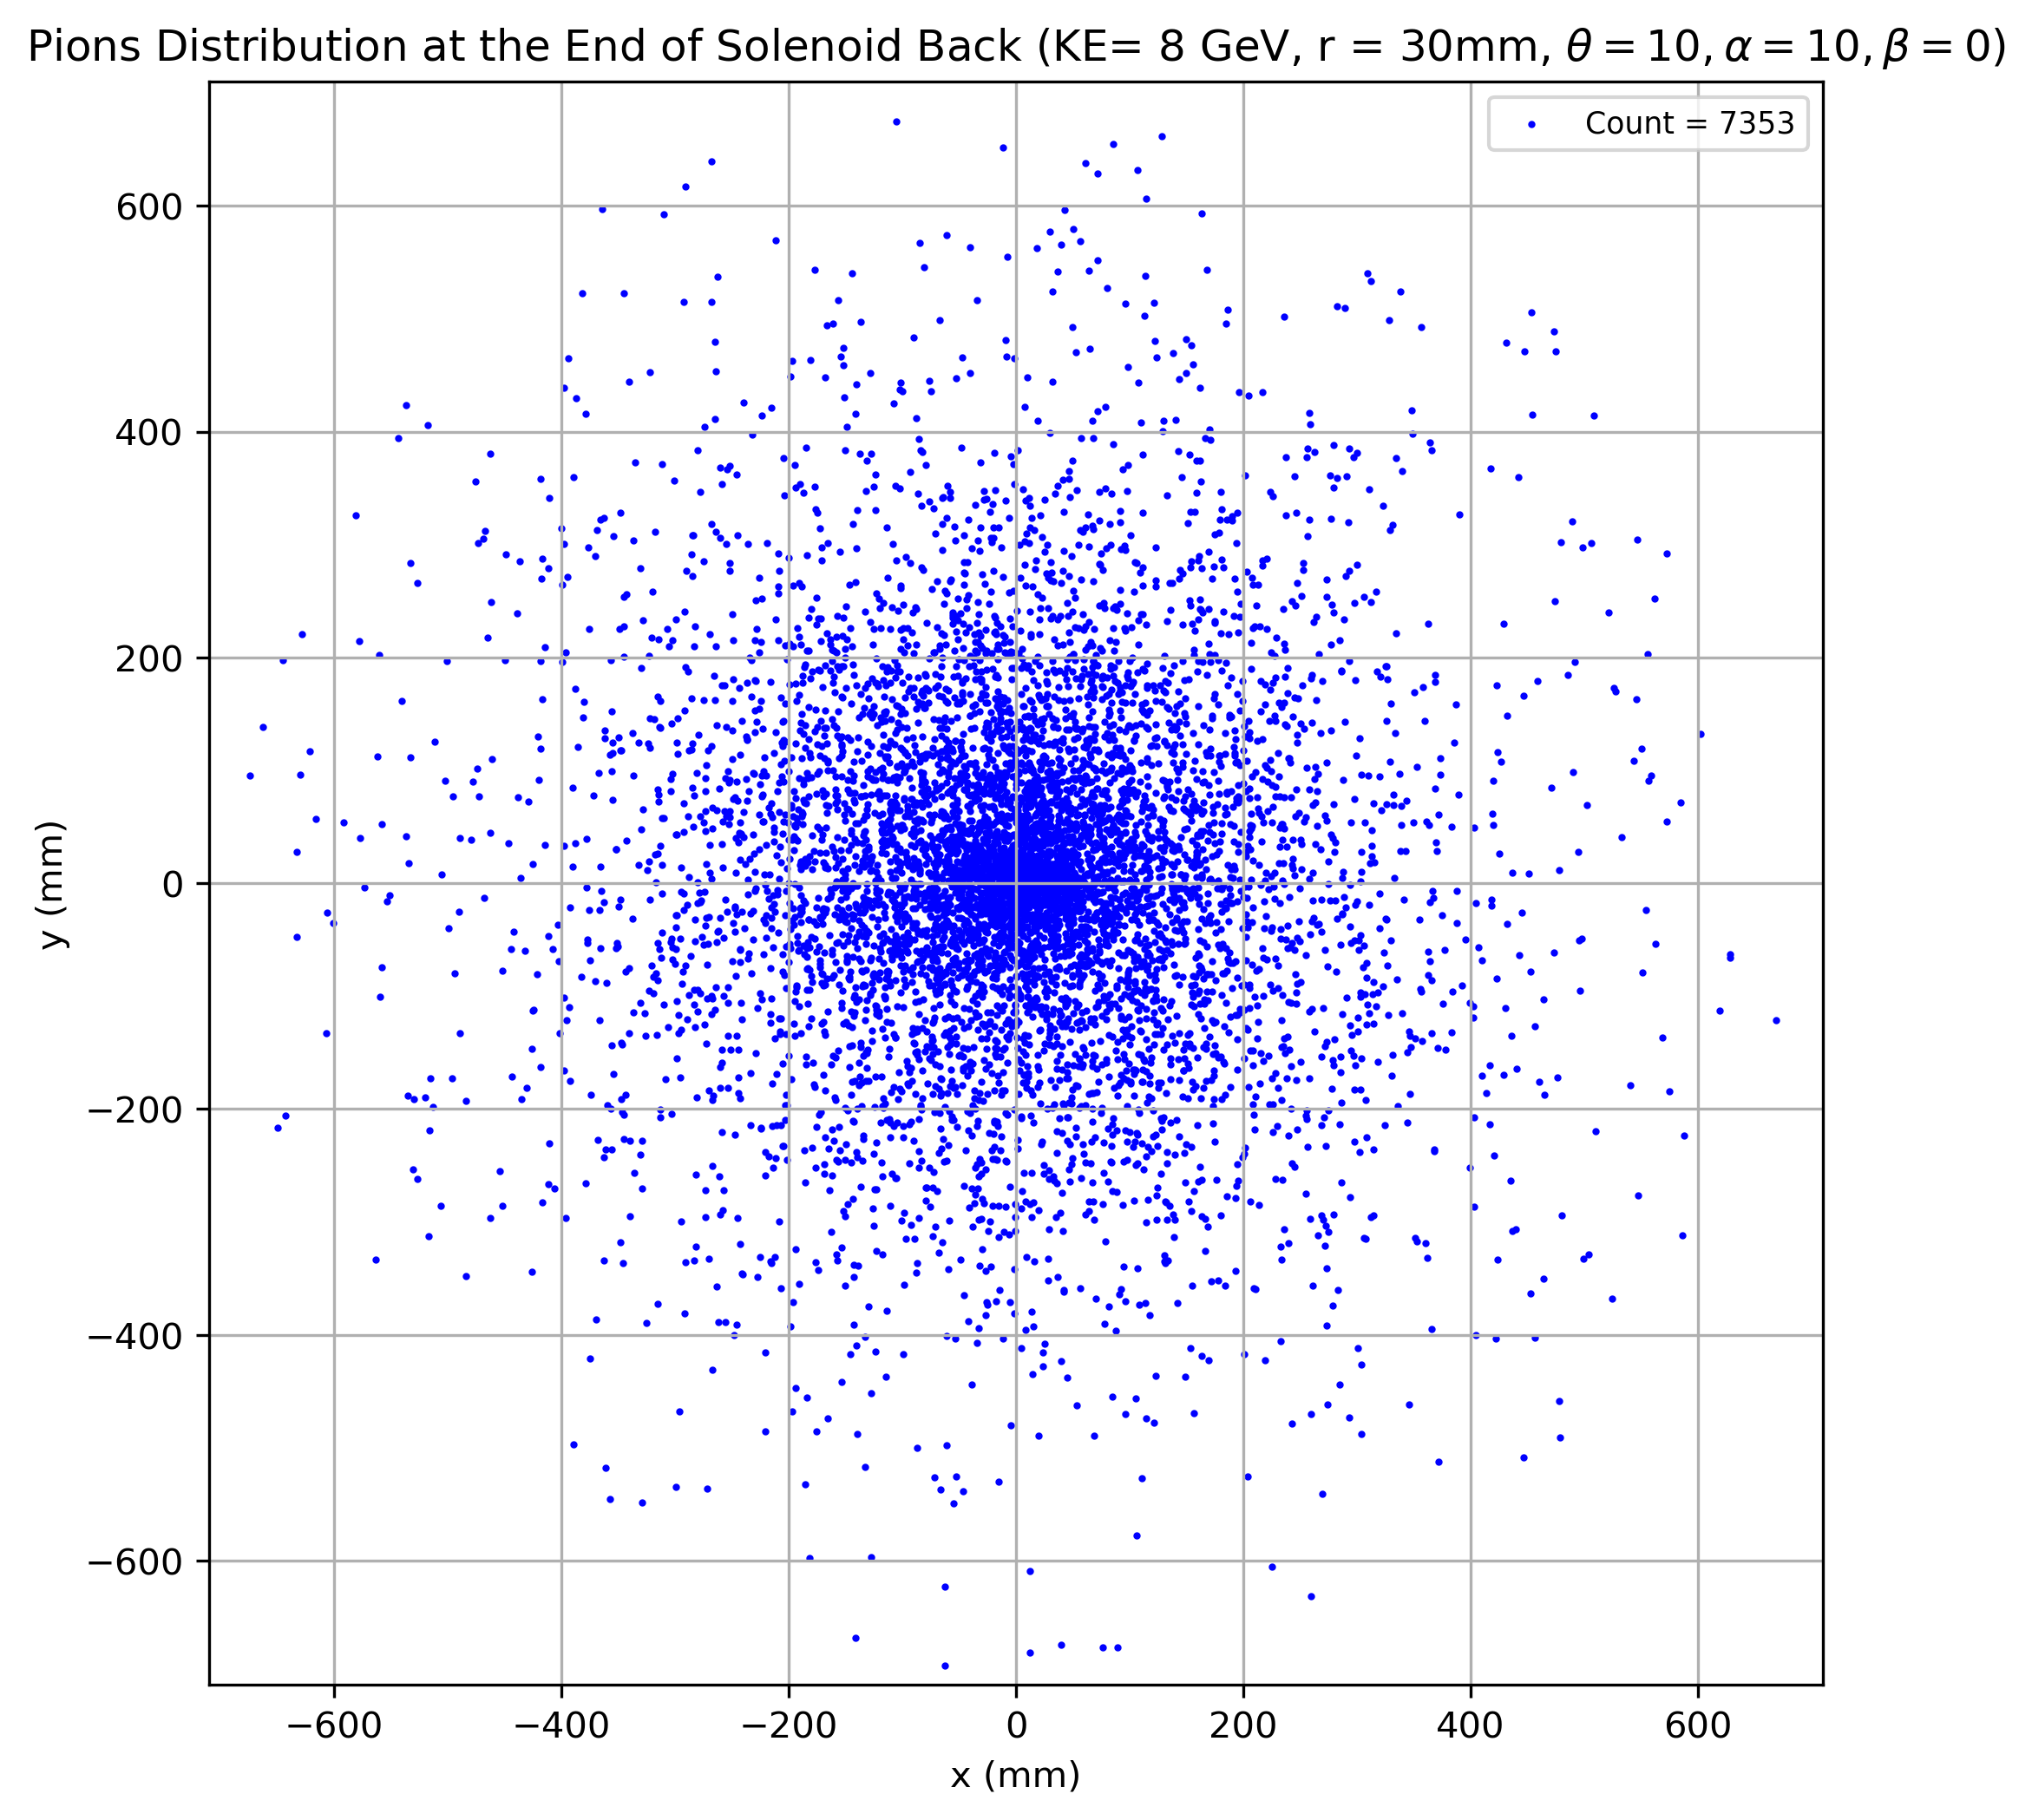 Pions Distribution at the End of Solenoid Back (KE= 8 GeV, r = 30mm, θ = 10, α = 10, β = 0)
Count = 7353
600
400
200
0
−200
−400
−600
y (mm)
−600 −400 −200 0 200 400 600
x (mm)